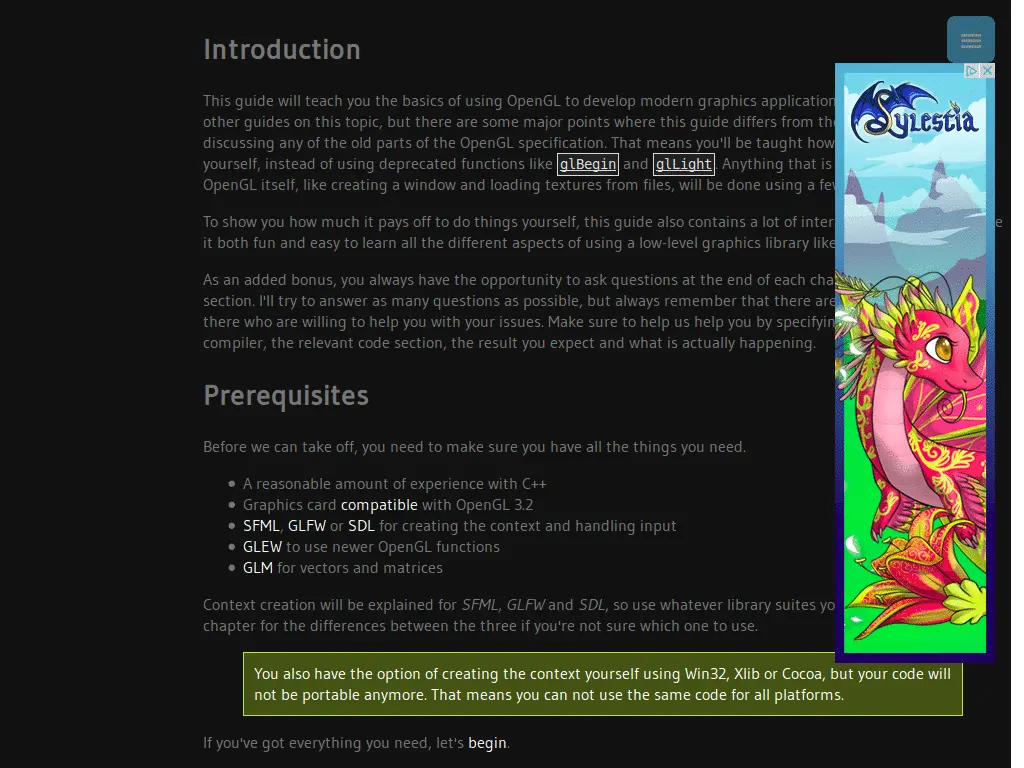 Introduction
This guide will teach you the basics of using OpenGL to develop modern graphics application
other guides on this topic, but there are some major points where this guide differs from the
discussing any of the old parts of the OpenGL specification. That means you'll be taught how
yourself, instead of using deprecated functions like glBegin and glLight. Anything that is
OpenGL itself, like creating a window and loading textures from files, will be done using a few
To show you how much it pays off to do things yourself, this guide also contains a lot of inter
it both fun and easy to learn all the different aspects of using a low-level graphics library like
As an added bonus, you always have the opportunity to ask questions at the end of each cha
section. I'll try to answer as many questions as possible, but always remember that there are
there who are willing to help you with your issues. Make sure to help us help you by specifyin
compiler, the relevant code section, the result you expect and what is actually happening.
Sylestia
Prerequisites
Before we can take off, you need to make sure you have all the things you need.
• A reasonable amount of experience with C++
• Graphics card compatible with OpenGL 3.2
• SFML, GLFW or SDL for creating the context and handling input
• GLEW to use newer OpenGL functions
• GLM for vectors and matrices
Context creation will be explained for SFML, GLFW and SDL, so use whatever library suites yo
chapter for the differences between the three if you're not sure which one to use.
You also have the option of creating the context yourself using Win32, Xlib or Cocoa, but your code will
not be portable anymore. That means you can not use the same code for all platforms.
If you've got everything you need, let's begin.